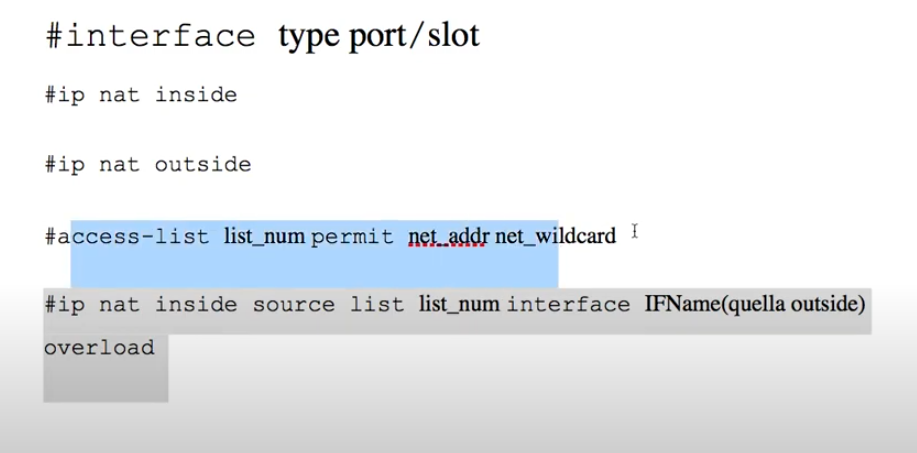 #interface type port/slot
#ip nat inside
#ip nat outside
#access-list list_num permit net_addr net_wildcard
#ip nat inside source list list_num interface IFName(quella outside)
overload